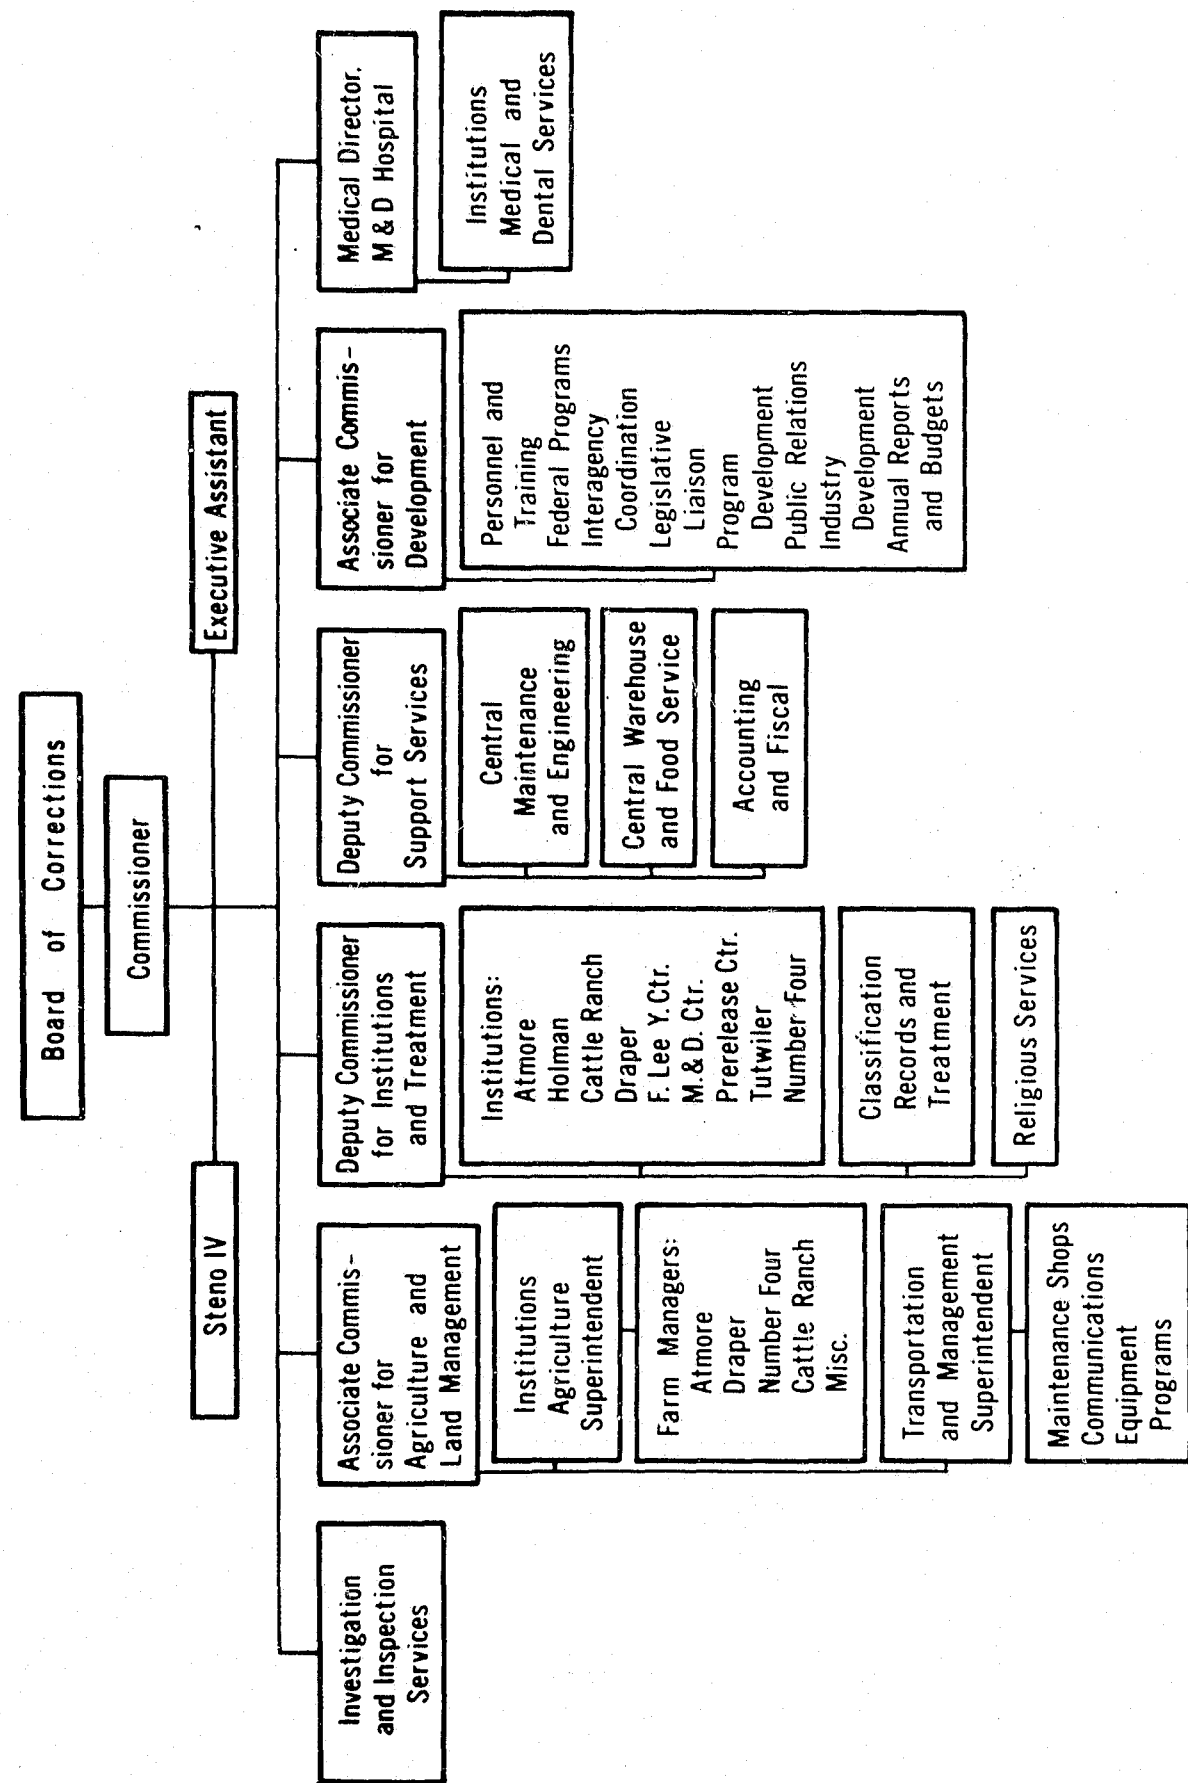 Board of Corrections
Commissioner
Steno IV
Executive Assistant
Investigation
and Inspection
Services
Associate Commis-
sioner for
Agriculture and
Land Management
Institutions
Agriculture
Superintendent
Farm Managers:
Atmore
Draper
Number Four
Cattle Ranch
Misc.
Transportation
and Management
Superintendent
Maintenance Shops
Communications
Equipment
Programs
Deputy Commissioner
for Institutions
and Treatment
Institutions:
Atmore
Holman
Cattle Ranch
Draper
F. Lee Y. Ctr.
M. & D. Ctr.
Prerelease Ctr.
Tutwiler
Number Four
Classification
Records and
Treatment
Religious Services
Deputy Commissioner
for
Support Services
Central
Maintenance
and Engineering
Central Warehouse
and Food Service
Accounting
and Fiscal
Associate Commis-
sioner for
Development
Personnel and
Training
Federal Programs
Interagency
Coordination
Legislative
Liaison
Program
Development
Public Relations
Industry
Development
Annual Reports
and Budgets
Medical Director.
M & D Hospital
Institutions
Medical and
Dental Services